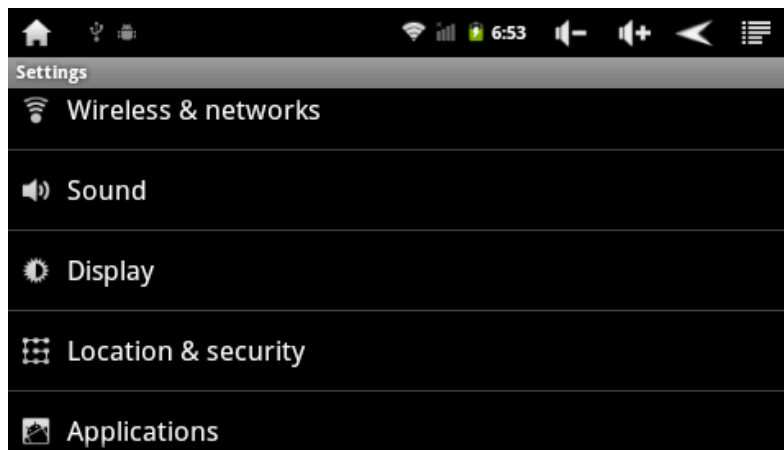 6:53
Settings
Wireless & networks
Sound
Display
Location & security
Applications